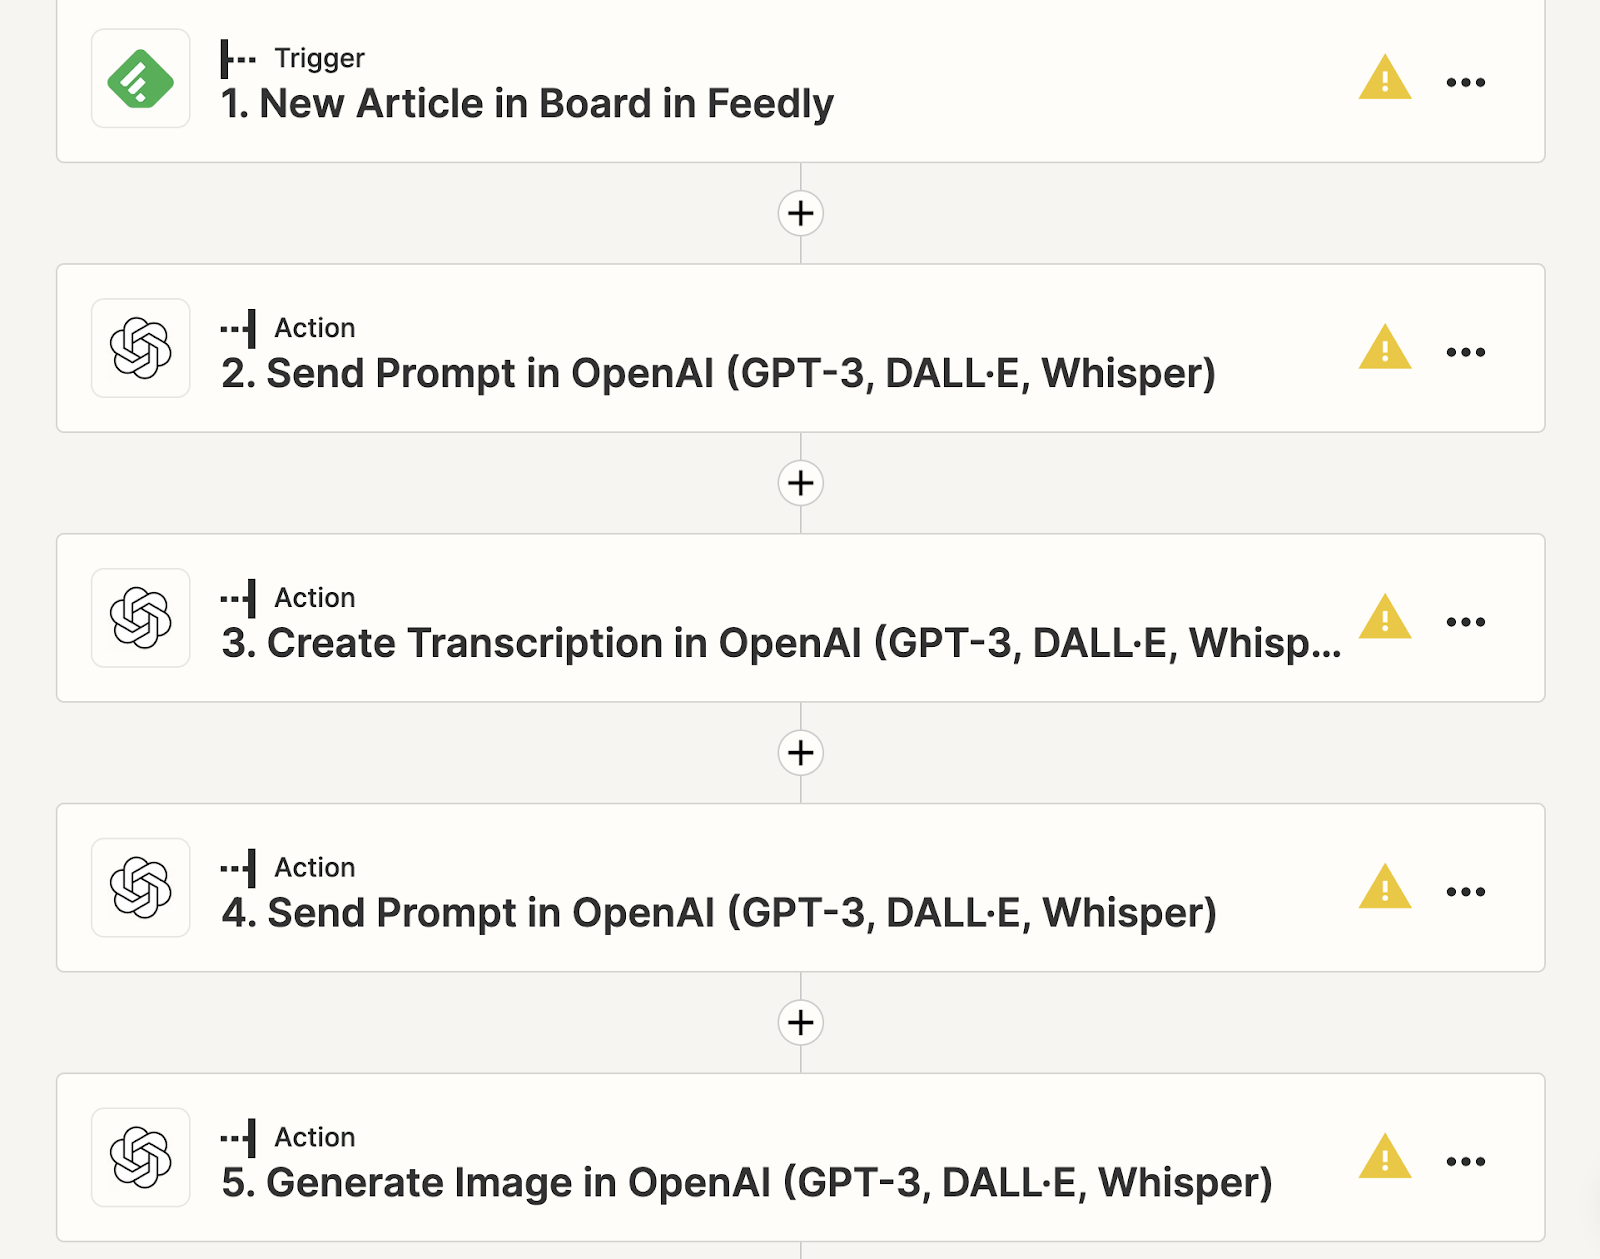 Trigger
1. New Article in Board in Feedly
Action
2. Send Prompt in OpenAI (GPT-3, DALL·E, Whisper)
Action
3. Create Transcription in OpenAI (GPT-3, DALL·E, Whisp...
Action
4. Send Prompt in OpenAI (GPT-3, DALL·E, Whisper)
Action
5. Generate Image in OpenAI (GPT-3, DALL·E, Whisper)